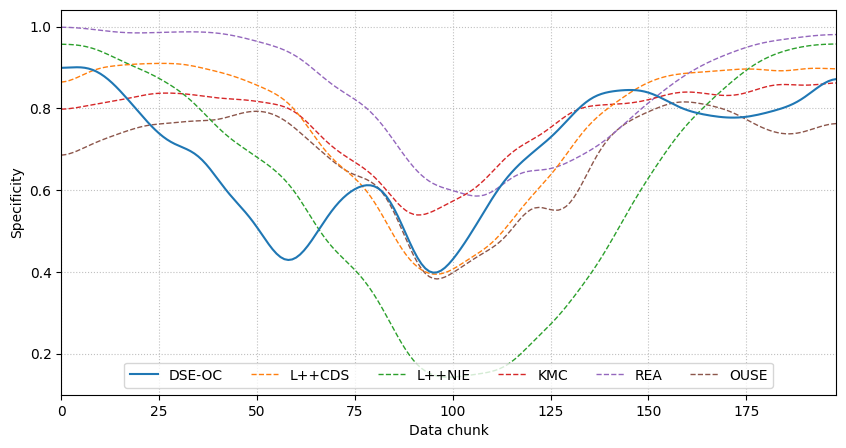 1.0
0.8
0.6
0.4
0.2
Specificity
DSE-OC L++CDS L++NIE KMC REA OUSE
0 25 50 75 100 125 150 175
Data chunk